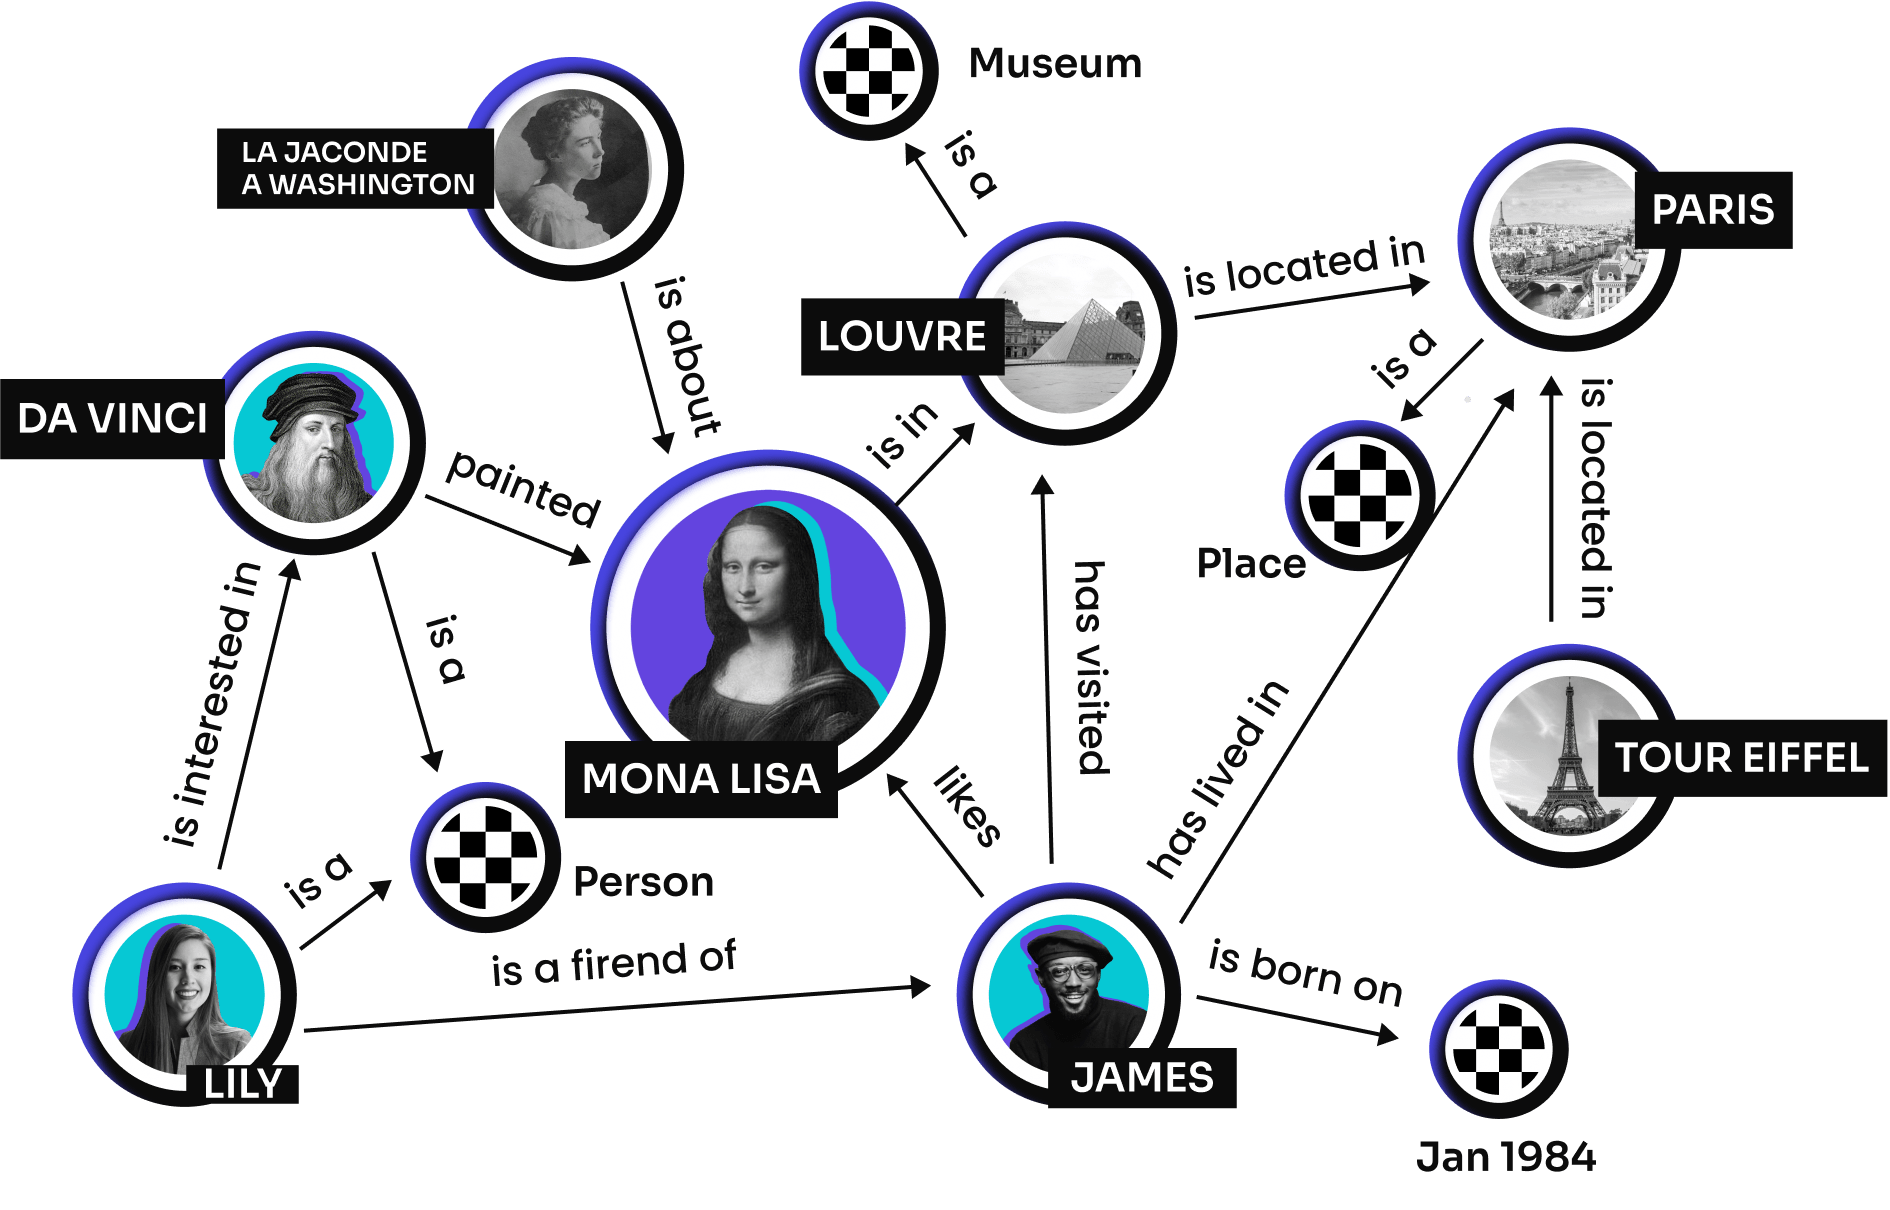 Museum
LA JACONDE
A WASHINGTON
is a
PARIS
is located in
is about
LOUVRE
is a
DA VINCI
is in
is located in
painted
Place
is interested in
is a
has visited
has lived in
TOUR EIFFEL
MONA LISA
likes
is a
Person
is a firend of
is born on
LILY
JAMES
Jan 1984